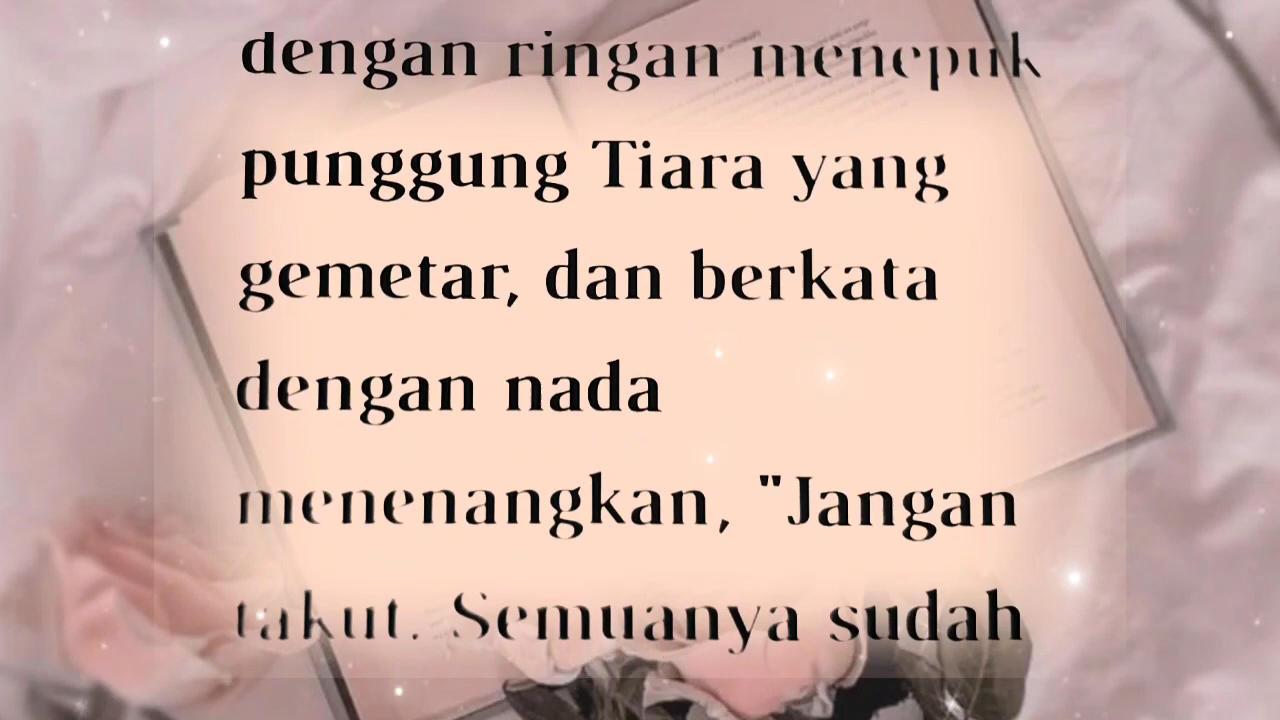 dengan ringan menepuk
punggung Tiara yang
gemetar, dan berkata
dengan nada
menenangkan, "Jangan
takut. Semuanya sudah